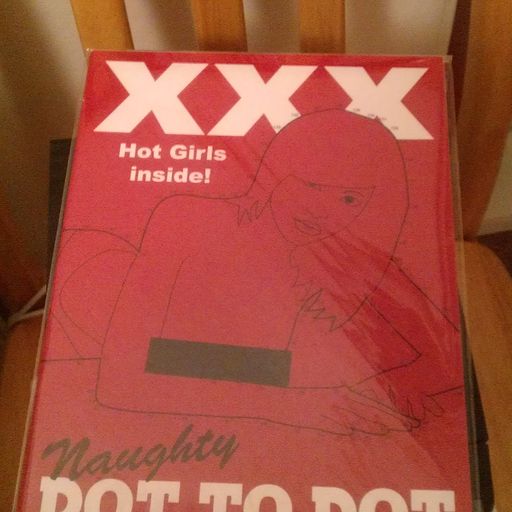 XXX
Hot Girls
inside!
Naughty
DOT TO DOT